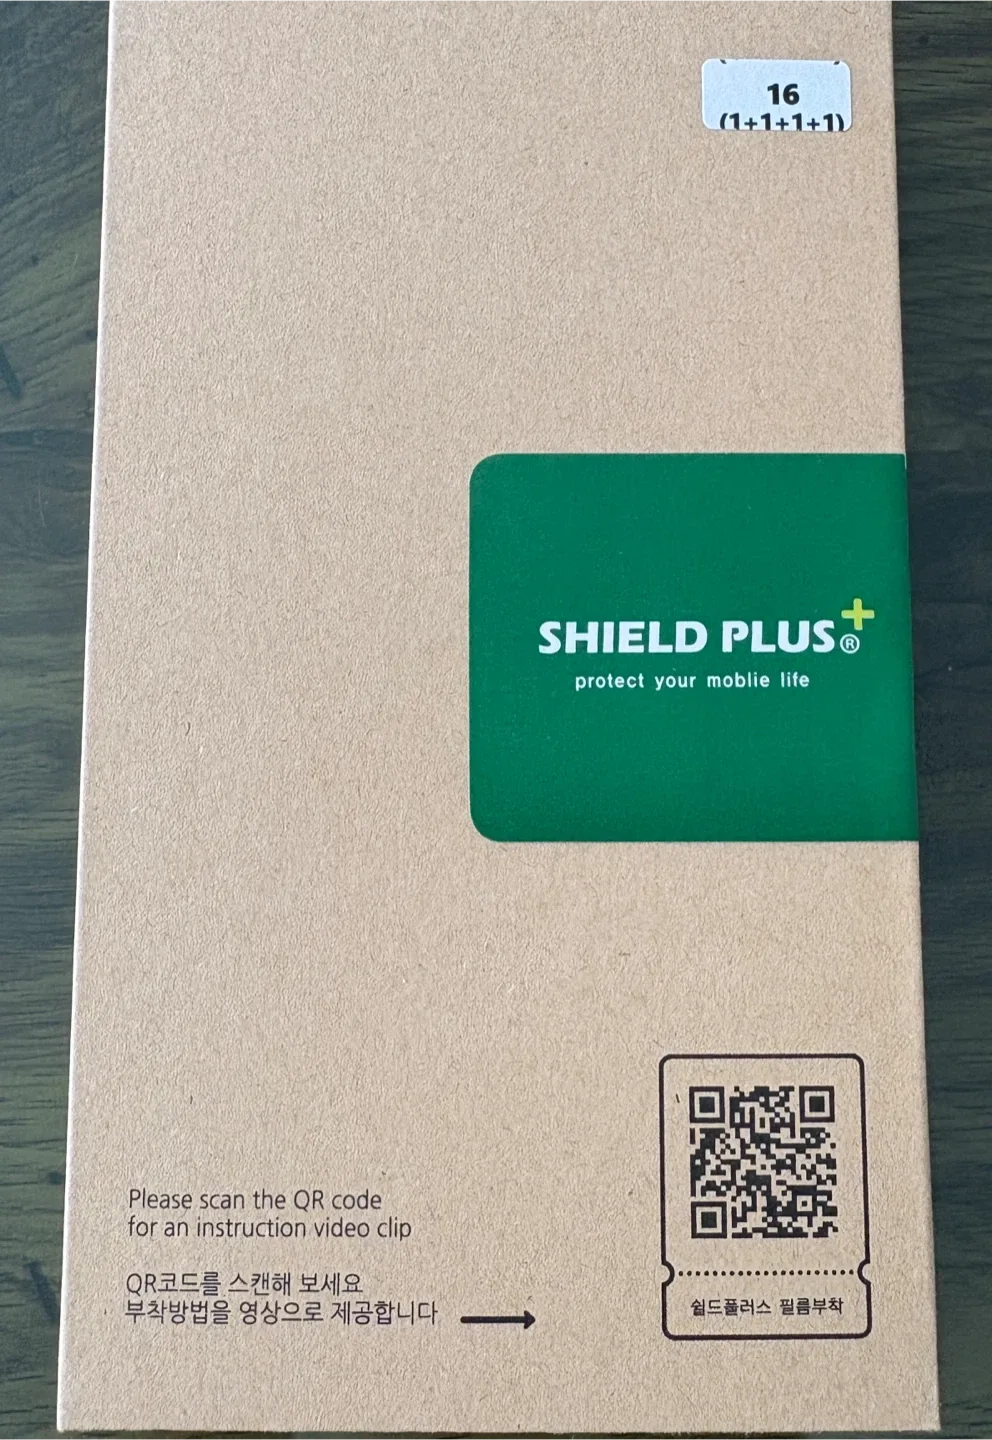 16
(1+1+1+1)
SHIELD PLUS+®
protect your moblie life
Please scan the QR code
for an instruction video clip
QR코드를 스캔해 보세요
부착방법을 영상으로 제공합니다
쉴드플러스 필름부착